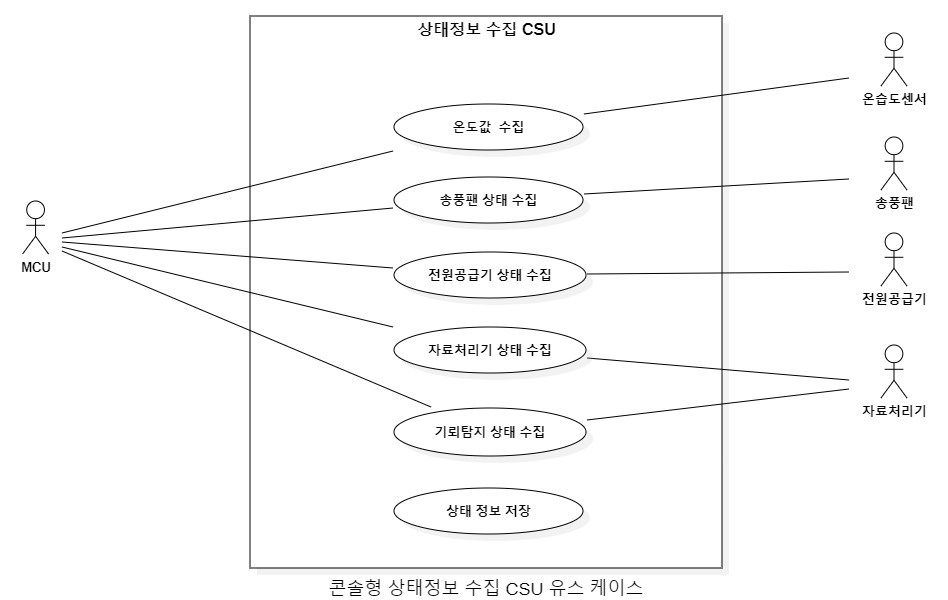 상태정보 수집 CSU
온습도센서
온도값 수집
송풍팬 상태 수집
송풍팬
MCU
전원공급기 상태 수집
전원공급기
자료처리기 상태 수집
자료처리기
기뢰탐지 상태 수집
상태 정보 저장
콘솔형 상태정보 수집 CSU 유스 케이스